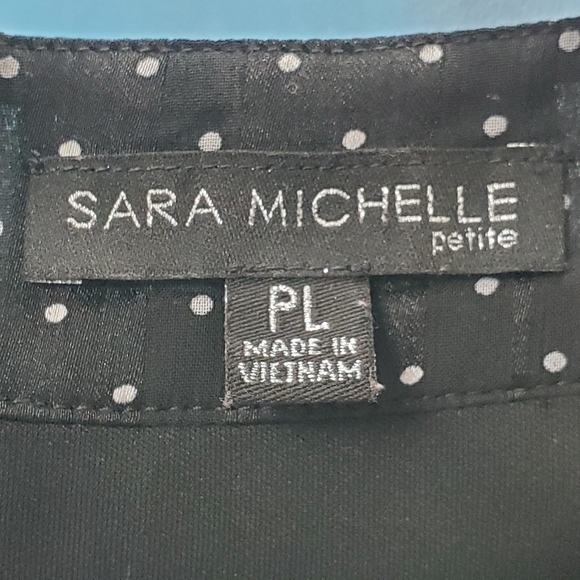 SARA MICHELLE
petite
PL
MADE IN
VIETNAM